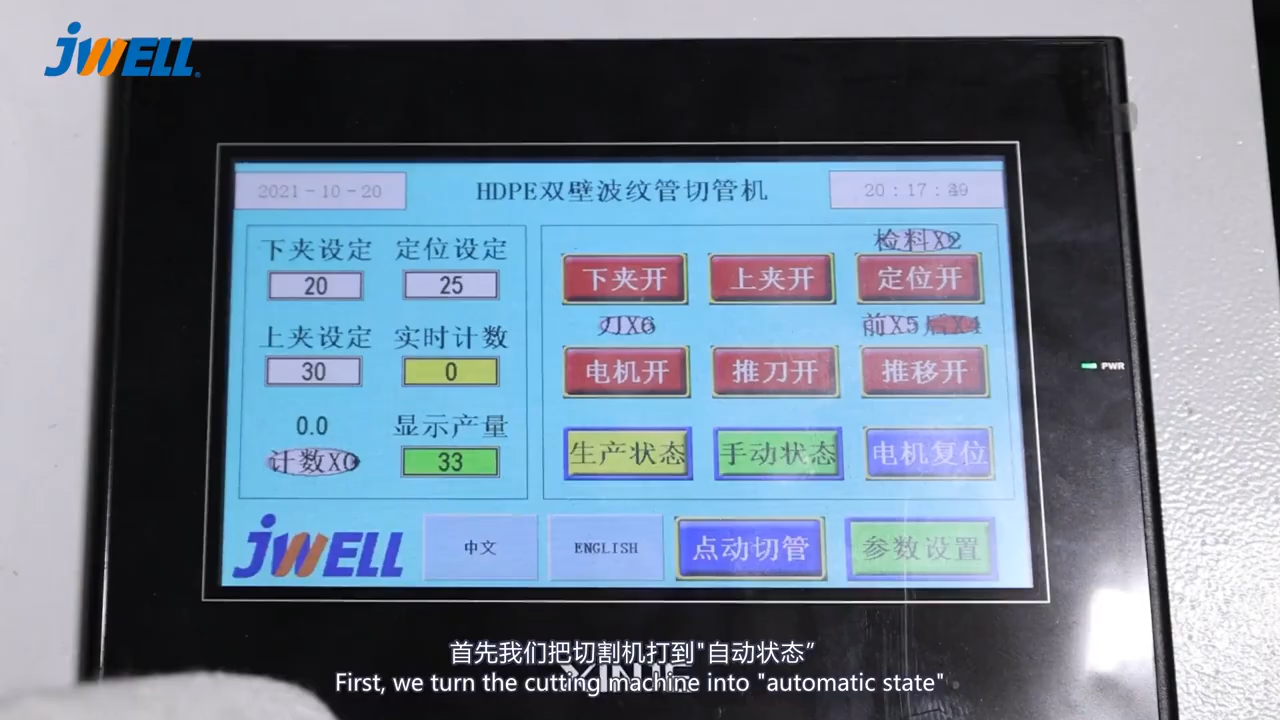 JWELL
2021-10-20
HDPE双壁波纹管切管机
下夹设定 定位设定
20 25
上夹设定 实时计数
30 0
0.0 显示产量
计数X0 33
检料X2
下夹开 上夹开 定位开
刀X6 前X5后X4
电机开 推刀开 推移开
生产状态 手动状态 电机复位
JWELL 中文 ENGLISH 点动切管 参数设置
PWR
首先我们把切割机打到"自动状态”
First, we turn the cutting machine into "automatic state"